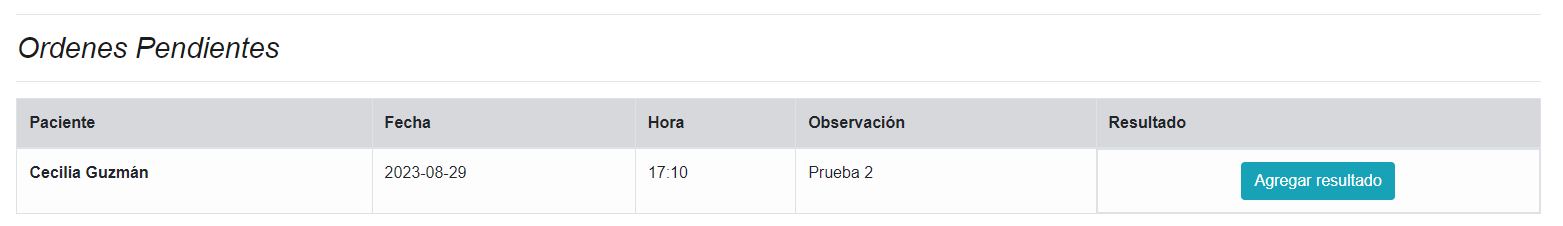 Ordenes Pendientes
Paciente Fecha Hora Observación Resultado
Cecilia Guzmán 2023-08-29 17:10 Prueba 2 Agregar resultado